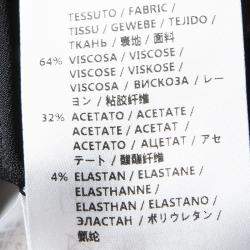 TESSUTO / FABRIC /
TISSU / GEWEBE / TEJIDO /
ТКАНЬ / 裏地 / 面料
64% VISCOSA / VISCOSE /
VISCOSE / VISKOSE /
VISCOSA / ВИСКОЗА / レー
ヨン / 粘胶纤维
32% ACETATO / ACETATE /
ACETATE / ACETAT /
ACETATO / АЦЕТАТ / アセ
テート / 醋酯纤维
4% ELASTAN / ELASTANE /
ELASTHANNE /
ELASTHAN / ELASTANO /
ЭЛАСТАН / ポリウレタン /
氨纶